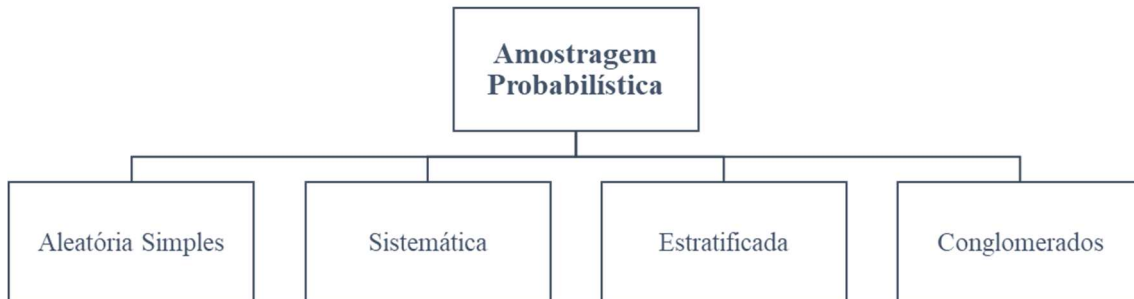 Amostragem
Probabilística
Aleatória Simples
Sistemática
Estratificada
Conglomerados